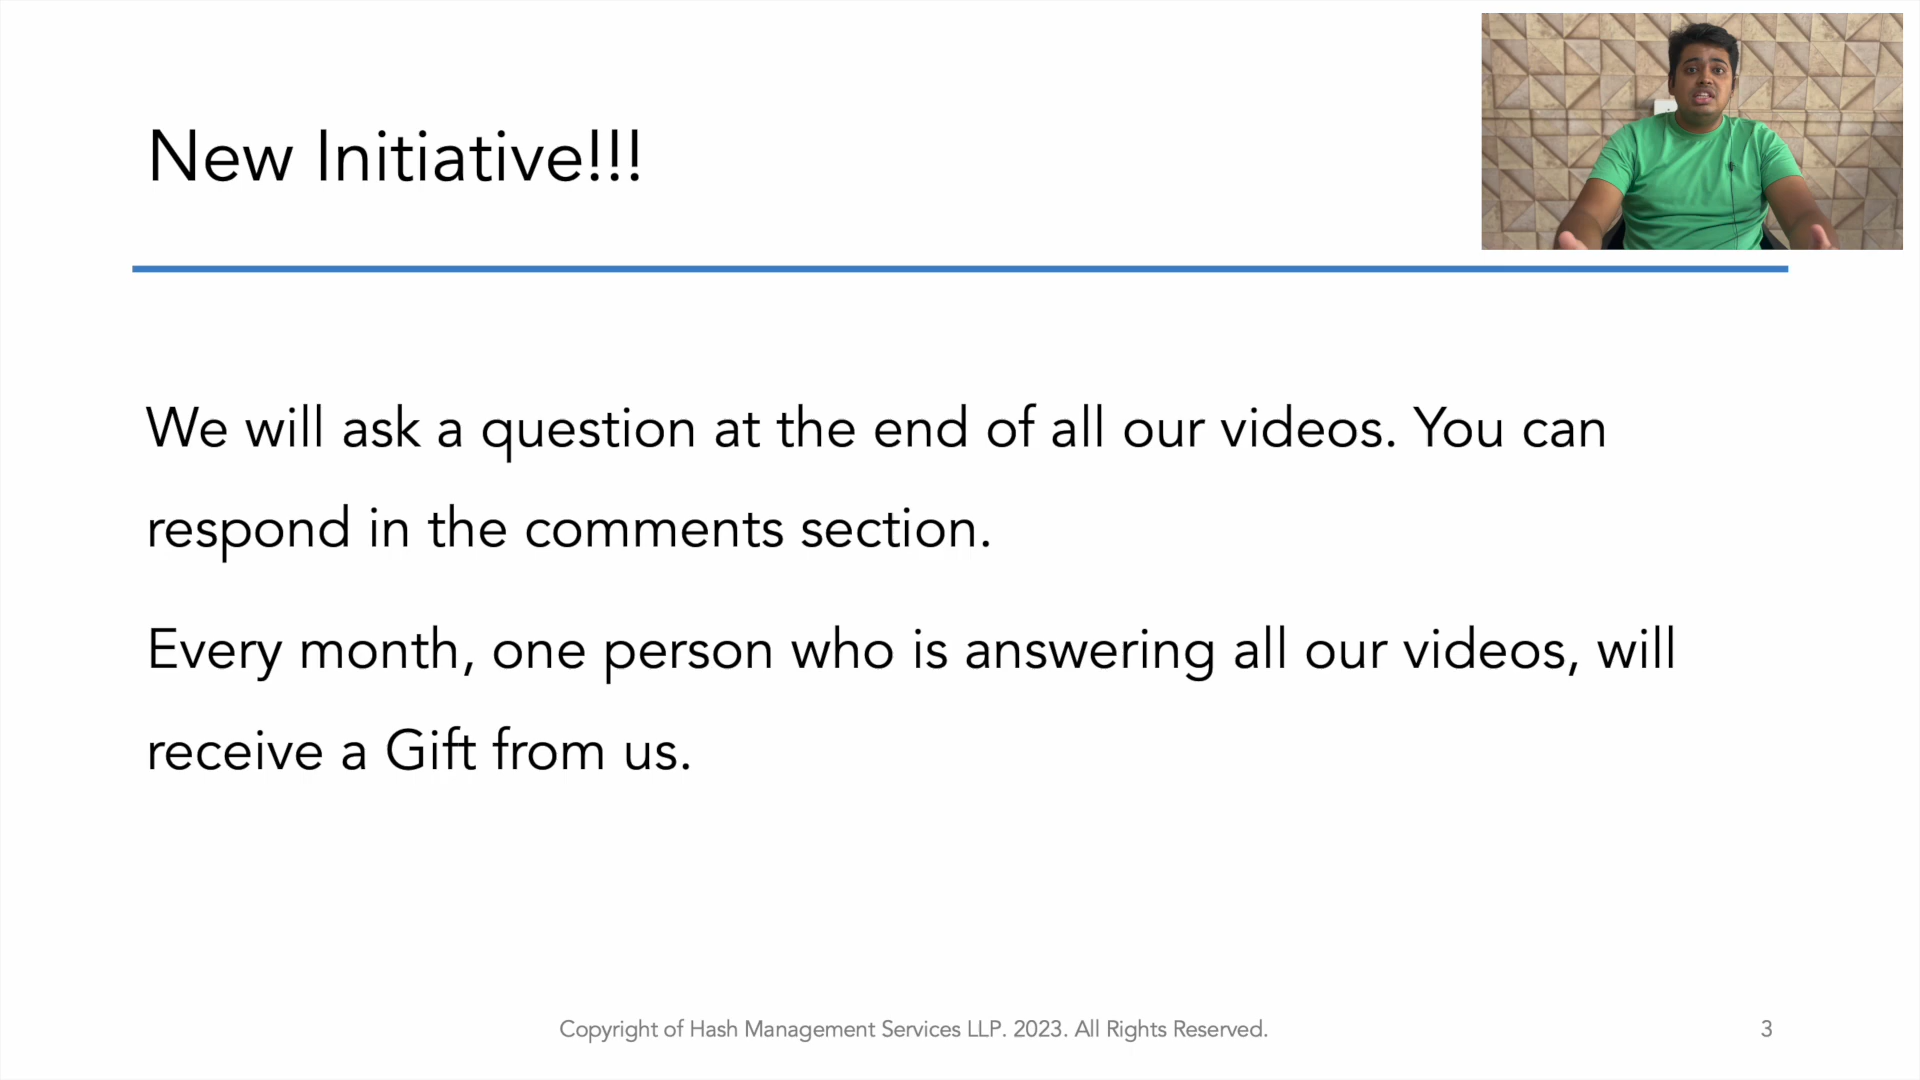 New Initiative!!!
We will ask a question at the end of all our videos. You can
respond in the comments section.
Every month, one person who is answering all our videos, will
receive a Gift from us.
Copyright of Hash Management Services LLP. 2023. All Rights Reserved.
3